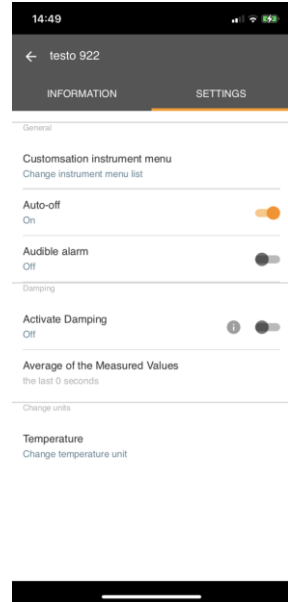 14:49
testo 922
INFORMATION
SETTINGS
General
Customsation instrument menu
Change instrument menu list
Auto-off
On
Audible alarm
Off
Damping
Activate Damping
Off
Average of the Measured Values
the last 0 seconds
Change units
Temperature
Change temperature unit